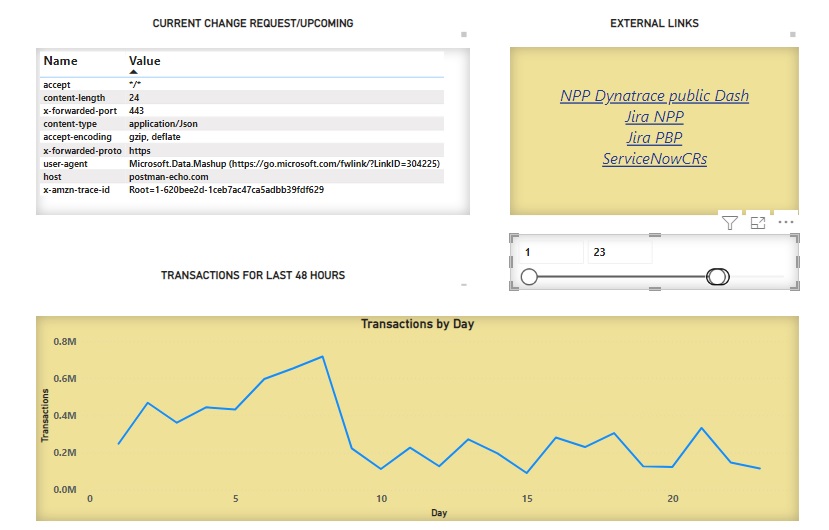 CURRENT CHANGE REQUEST/UPCOMING
Name Value
accept */*
content-length 24
x-forwarded-port 443
content-type application/Json
accept-encoding gzip, deflate
x-forwarded-proto https
user-agent Microsoft.Data.Mashup (https://go.microsoft.com/fwlink/?LinkID=304225)
host postman-echo.com
x-amzn-trace-id Root=1-620bee2d-1ceb7ac47ca5adbb39fdf629
EXTERNAL LINKS
NPP Dynatrace public Dash
Jira NPP
Jira PBP
ServiceNowCRs
1 23
TRANSACTIONS FOR LAST 48 HOURS
Transactions by Day
Transactions
0.8M
0.6M
0.4M
0.2M
0.0M
0 5 10 15 20
Day